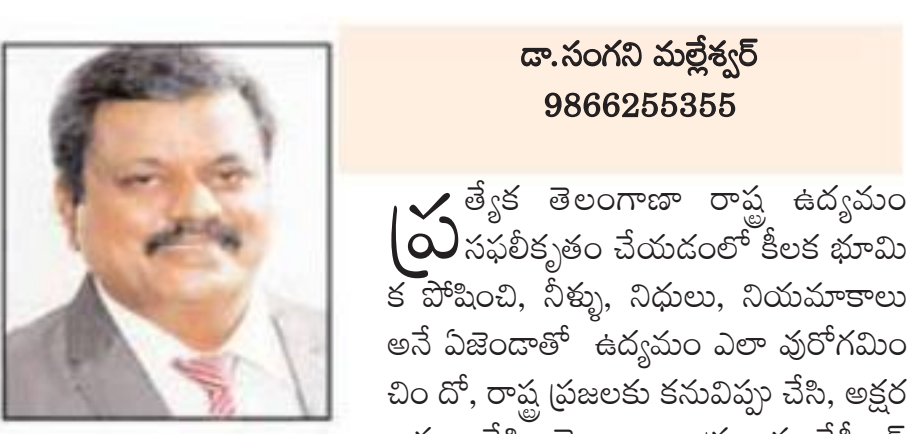 డా.సంగని మల్లేశ్వర్
9866255355
ప్రత్యేక తెలంగాణా రాష్ట్ర ఉద్యమం
సఫలీకృతం చేయడంలో కీలక భూమి
క పోషించి, నీళ్ళు, నిధులు, నియమాకాలు
అనే ఏజెండాతో ఉద్యమం ఎలా పురోగమిం
చిం దో, రాష్ట్ర ప్రజలకు కనువిప్పు చేసి, అక్షర